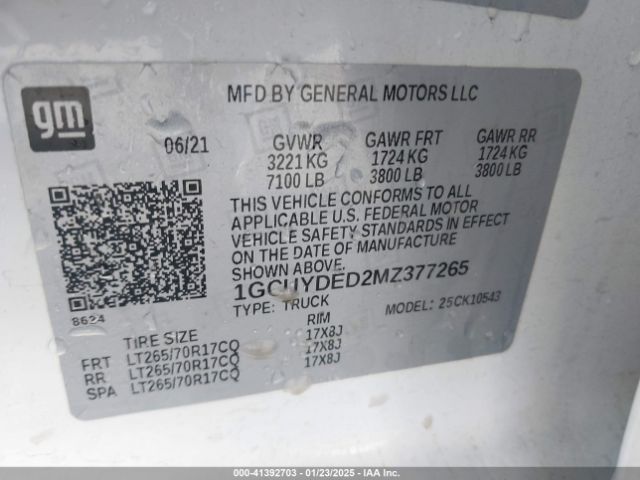 gm
MFD BY GENERAL MOTORS LLC
06/21
GVWR GAWR FRT GAWR RR
3221 KG 1724 KG 1724 KG
7100 LB 3800 LB 3800 LB
THIS VEHICLE CONFORMS TO ALL
APPLICABLE U.S. FEDERAL MOTOR
VEHICLE SAFETY STANDARDS IN EFFECT
ON THE DATE OF MANUFACTURE
SHOWN ABOVE.
1GCUYDED2MZ377265
TYPE: TRUCK MODEL: 25CK10543
8624
TIRE SIZE RIM
FRT LT265/70R17CQ 17X8J
RR LT265/70R17CQ 17X8J
SPA LT265/70R17CQ 17X8J
000-41392703 — 01/23/2025 — IAA Inc.